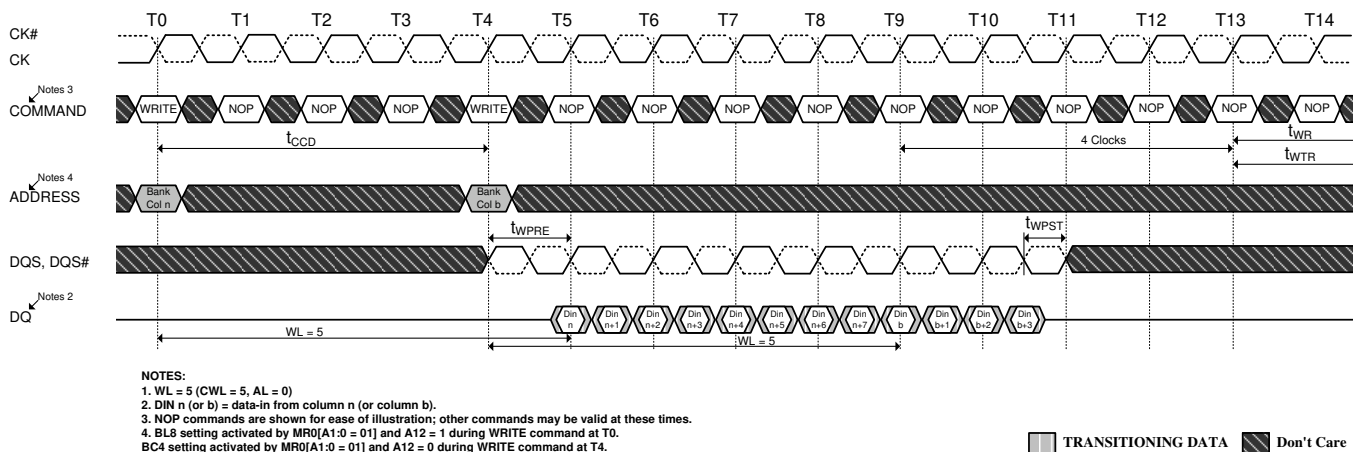 T0 T1 T2 T3 T4 T5 T6 T7 T8 T9 T10 T11 T12 T13 T14
CK#
CK
Notes 3
COMMAND
WRITE NOP NOP NOP WRITE NOP NOP NOP NOP NOP NOP NOP NOP NOP NOP
tCCD
4 Clocks
tWR
tWTR
Notes 4
ADDRESS
Bank Col n
Bank Col b
tWPRE
tWPST
DQS, DQS#
Notes 2
DQ
Din n Din n+1 Din n+2 Din n+3 Din n+4 Din n+5 Din n+6 Din n+7 Din b Din b+1 Din b+2 Din b+3
WL = 5
WL = 5
NOTES:
1. WL = 5 (CWL = 5, AL = 0)
2. DIN n (or b) = data-in from column n (or column b).
3. NOP commands are shown for ease of illustration; other commands may be valid at these times.
4. BL8 setting activated by MR0[A1:0 = 01] and A12 = 1 during WRITE command at T0.
BC4 setting activated by MR0[A1:0 = 01] and A12 = 0 during WRITE command at T4.
TRANSITIONING DATA Don't Care